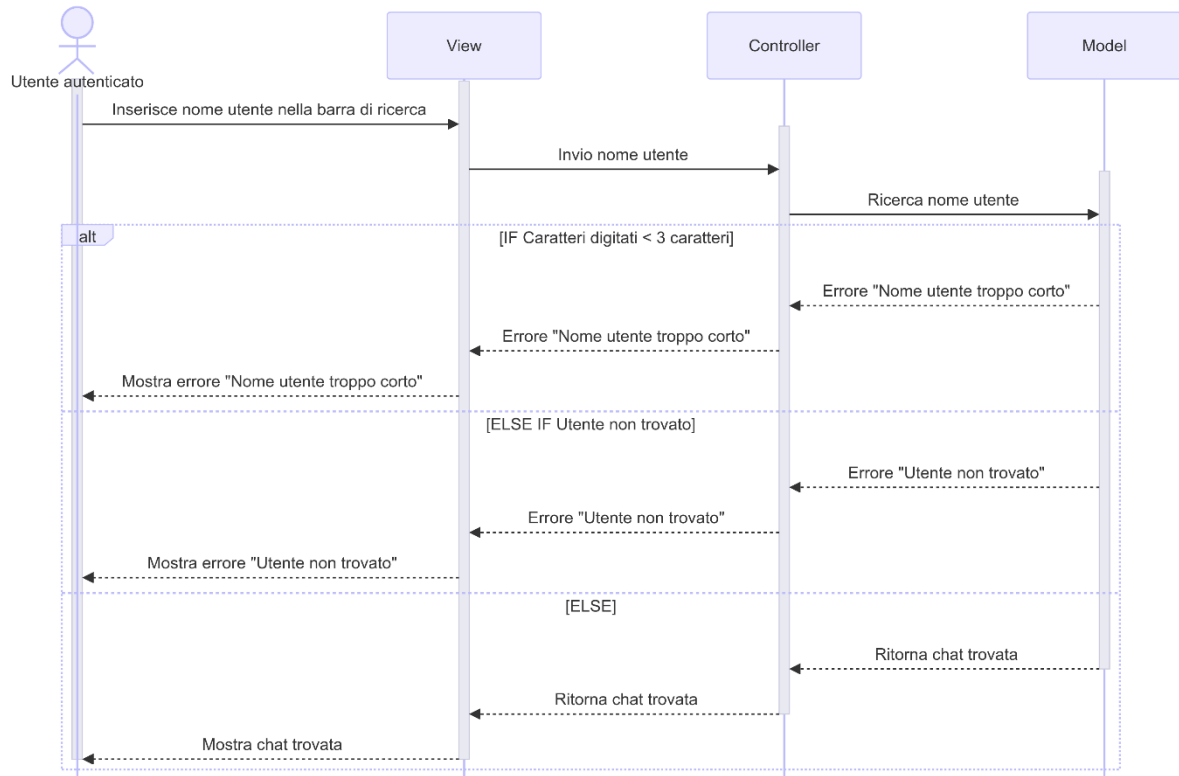 View
Controller
Model
Utente autenticato
Inserisce nome utente nella barra di ricerca
Invio nome utente
Ricerca nome utente
alt
[IF Caratteri digitati < 3 caratteri]
Errore "Nome utente troppo corto"
Errore "Nome utente troppo corto"
Mostra errore "Nome utente troppo corto"
[ELSE IF Utente non trovato]
Errore "Utente non trovato"
Errore "Utente non trovato"
Mostra errore "Utente non trovato"
[ELSE]
Ritorna chat trovata
Ritorna chat trovata
Mostra chat trovata